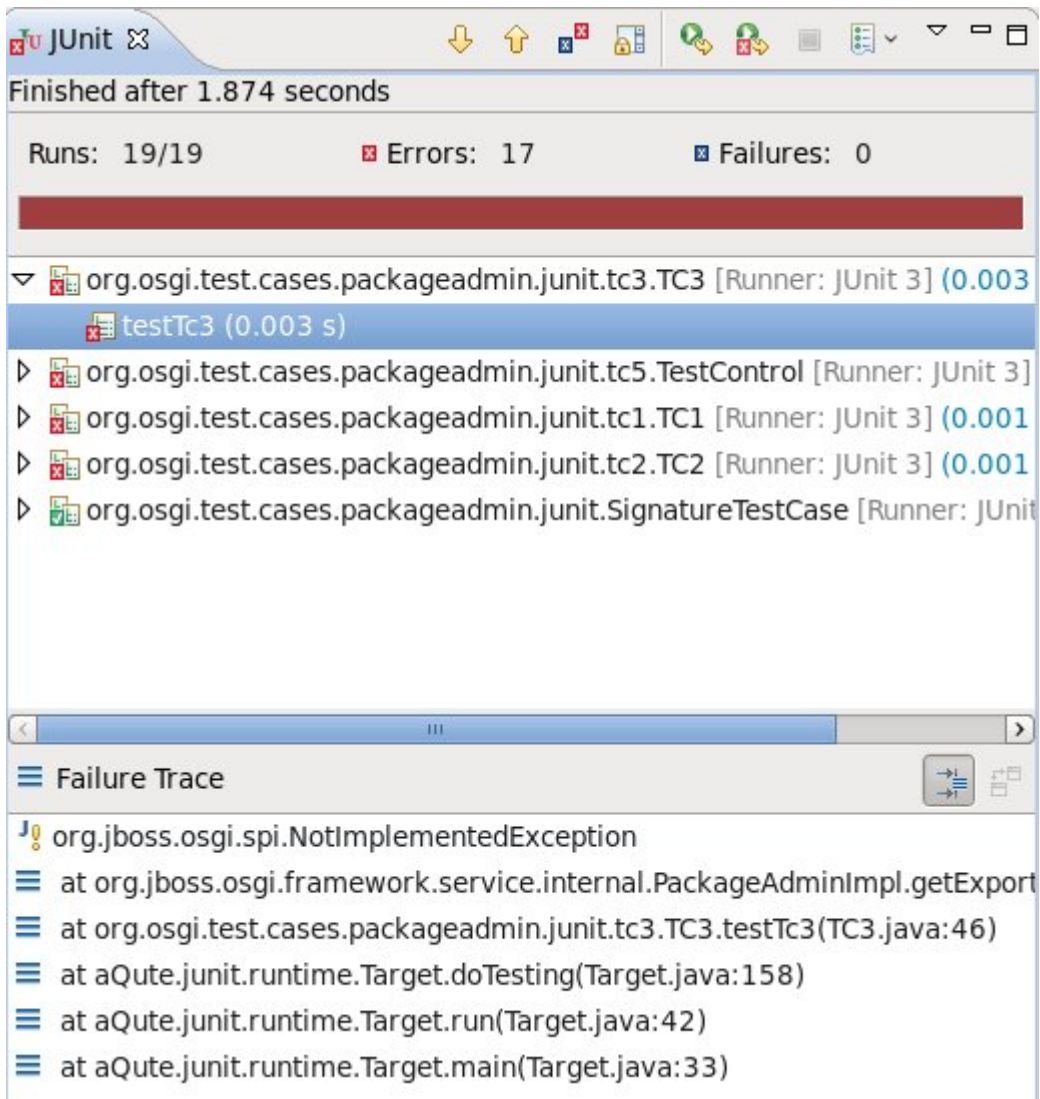 JUnit
Finished after 1.874 seconds
Runs: 19/19 Errors: 17 Failures: 0
org.osgi.test.cases.packageadmin.junit.tc3.TC3 [Runner: JUnit 3] (0.003
testTc3 (0.003 s)
org.osgi.test.cases.packageadmin.junit.tc5.TestControl [Runner: JUnit 3]
org.osgi.test.cases.packageadmin.junit.tc1.TC1 [Runner: JUnit 3] (0.001
org.osgi.test.cases.packageadmin.junit.tc2.TC2 [Runner: JUnit 3] (0.001
org.osgi.test.cases.packageadmin.junit.SignatureTestCase [Runner: JUnit
Failure Trace
org.jboss.osgi.spi.NotImplementedException
at org.jboss.osgi.framework.service.internal.PackageAdminImpl.getExport
at org.osgi.test.cases.packageadmin.junit.tc3.TC3.testTc3(TC3.java:46)
at aQute.junit.runtime.Target.doTesting(Target.java:158)
at aQute.junit.runtime.Target.run(Target.java:42)
at aQute.junit.runtime.Target.main(Target.java:33)